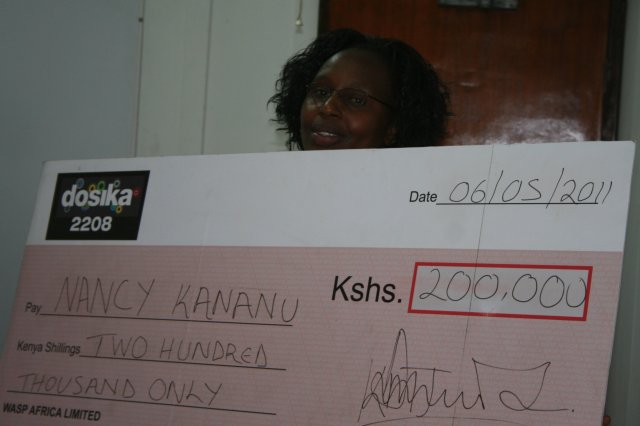 dosika
2208
Date 06/05/2011
Pay NANCY KANANU
Kshs. 200,000
Kenya Shillings TWO HUNDRED
THOUSAND ONLY
WASP AFRICA LIMITED